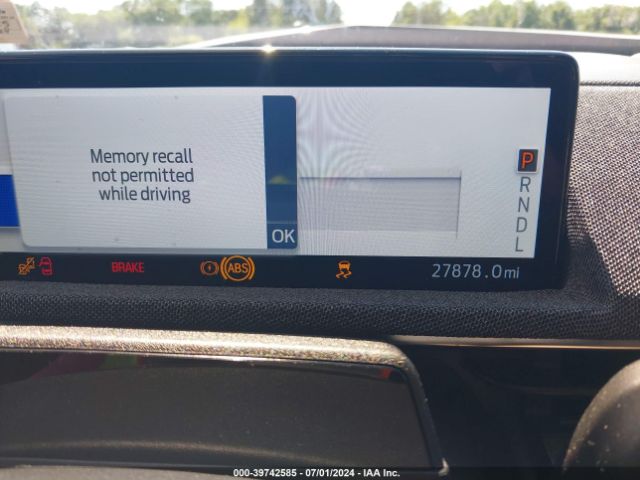 Memory recall
not permitted
while driving
OK
P
R
N
D
L
BRAKE
ABS
27878.0mi
000-39742585 - 07/01/2024 - IAA Inc.